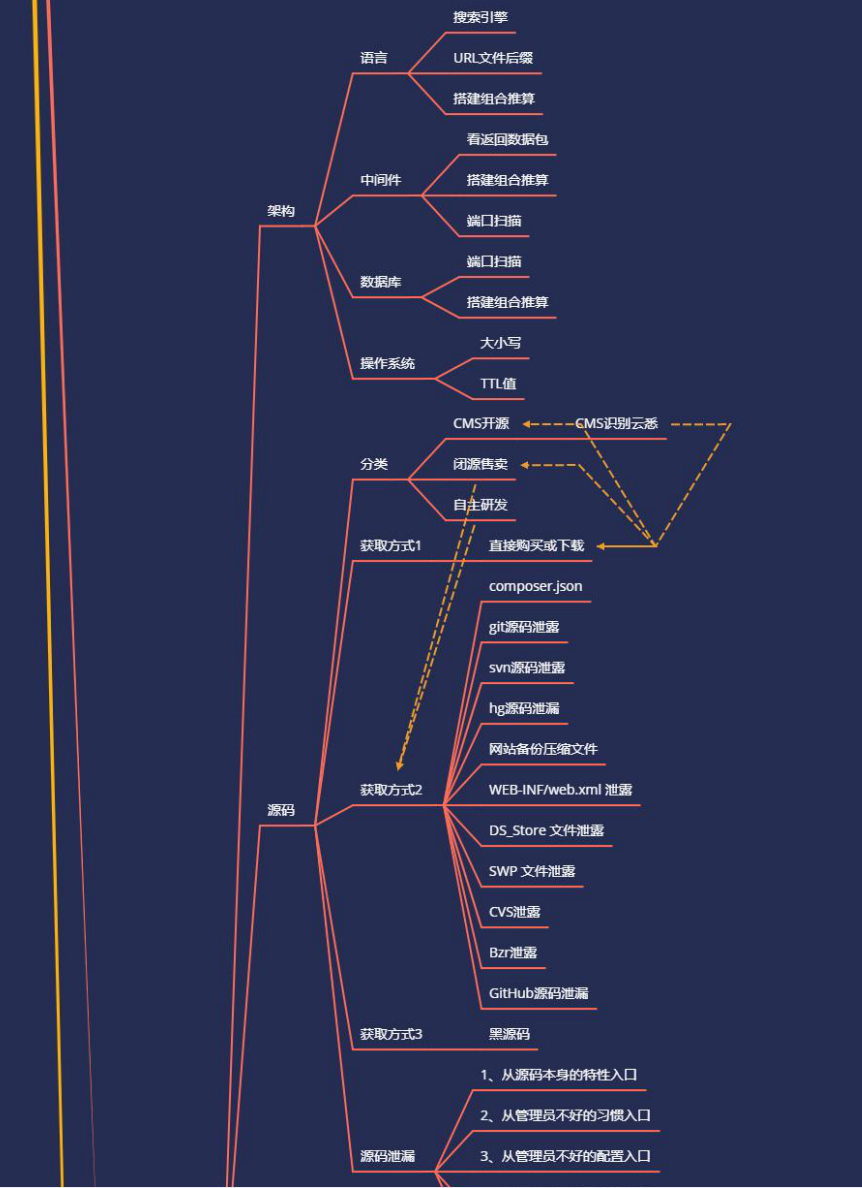 搜索引擎
语言
URL文件后缀
搭建组合推算
看返回数据包
中间件
搭建组合推算
架构
端口扫描
端口扫描
数据库
搭建组合推算
大小写
操作系统
TTL值
CMS开源
CMS识别云悉
分类
闭源售卖
自主研发
获取方式1
直接购买或下载
composer.json
git源码泄露
svn源码泄露
hg源码泄漏
网站备份压缩文件
获取方式2
WEB-INF/web.xml 泄露
源码
DS_Store 文件泄露
SWP 文件泄露
CVS泄露
Bzr泄露
GitHub源码泄漏
获取方式3
黑源码
1、从源码本身的特性入口
2、从管理员不好的习惯入口
源码泄漏
3、从管理员不好的配置入口